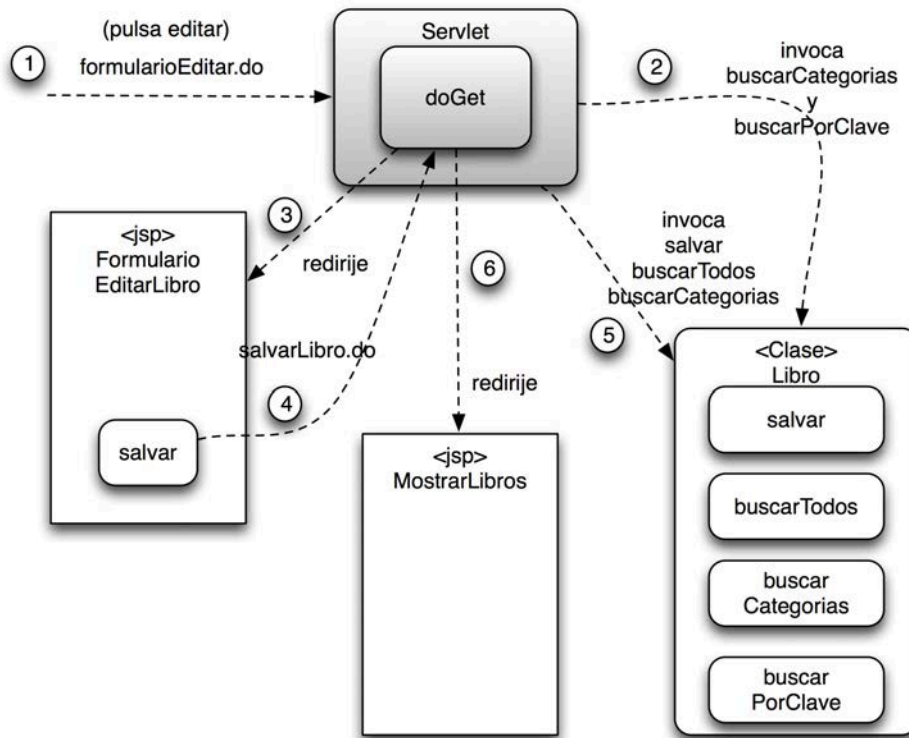 (pulsa editar)
1
formularioEditar.do
Servlet
doGet
2
invoca
buscarCategorias
y
buscarPorClave
3
redirije
<jsp>
Formulario
EditarLibro
salvarLibro.do
4
salvar
6
redirije
<jsp>
MostrarLibros
invoca
salvar
buscarTodos
buscarCategorias
5
<Clase>
Libro
salvar
buscarTodos
buscar
Categorias
buscar
PorClave